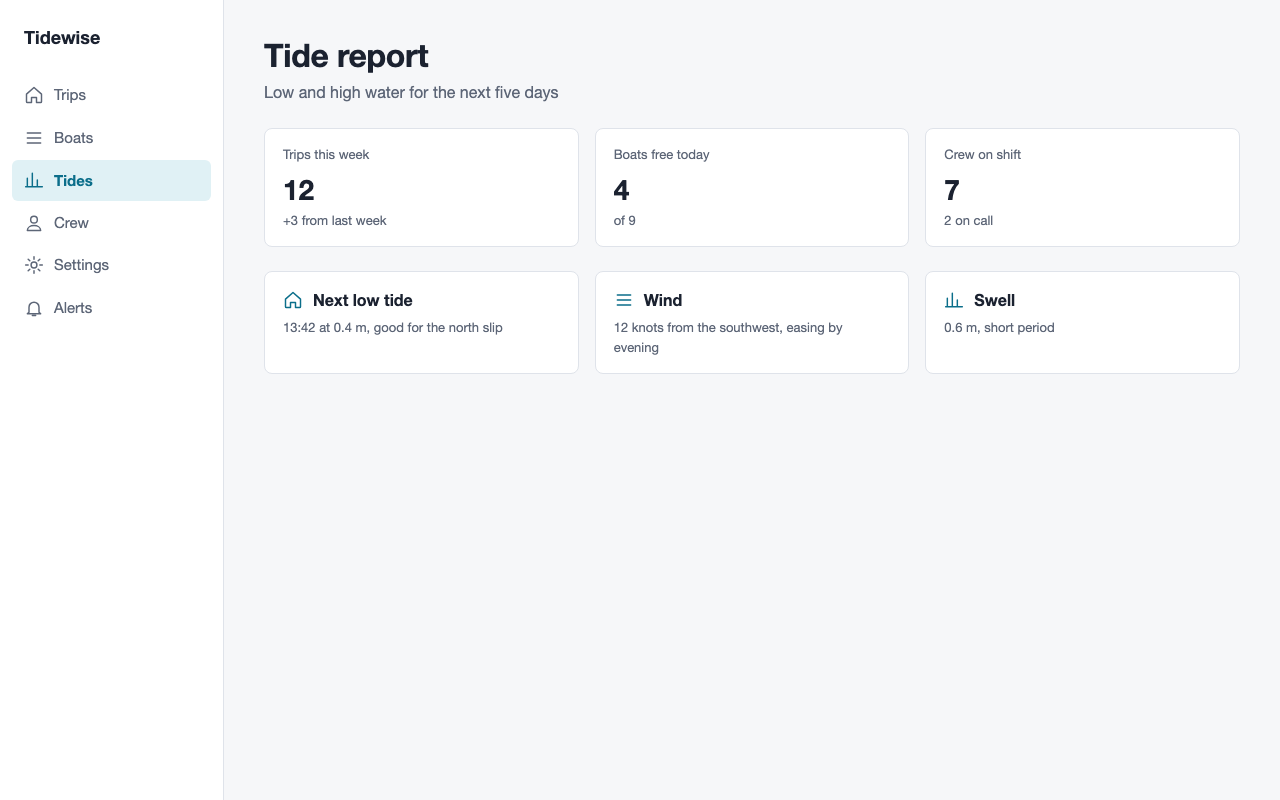 Tidewise
Trips
Boats
Tides
Crew
Settings
Alerts
Tide report
Low and high water for the next five days
Trips this week
12
+3 from last week
Boats free today
4
of 9
Crew on shift
7
2 on call
Next low tide
13:42 at 0.4 m, good for the north slip
Wind
12 knots from the southwest, easing by
evening
Swell
0.6 m, short period